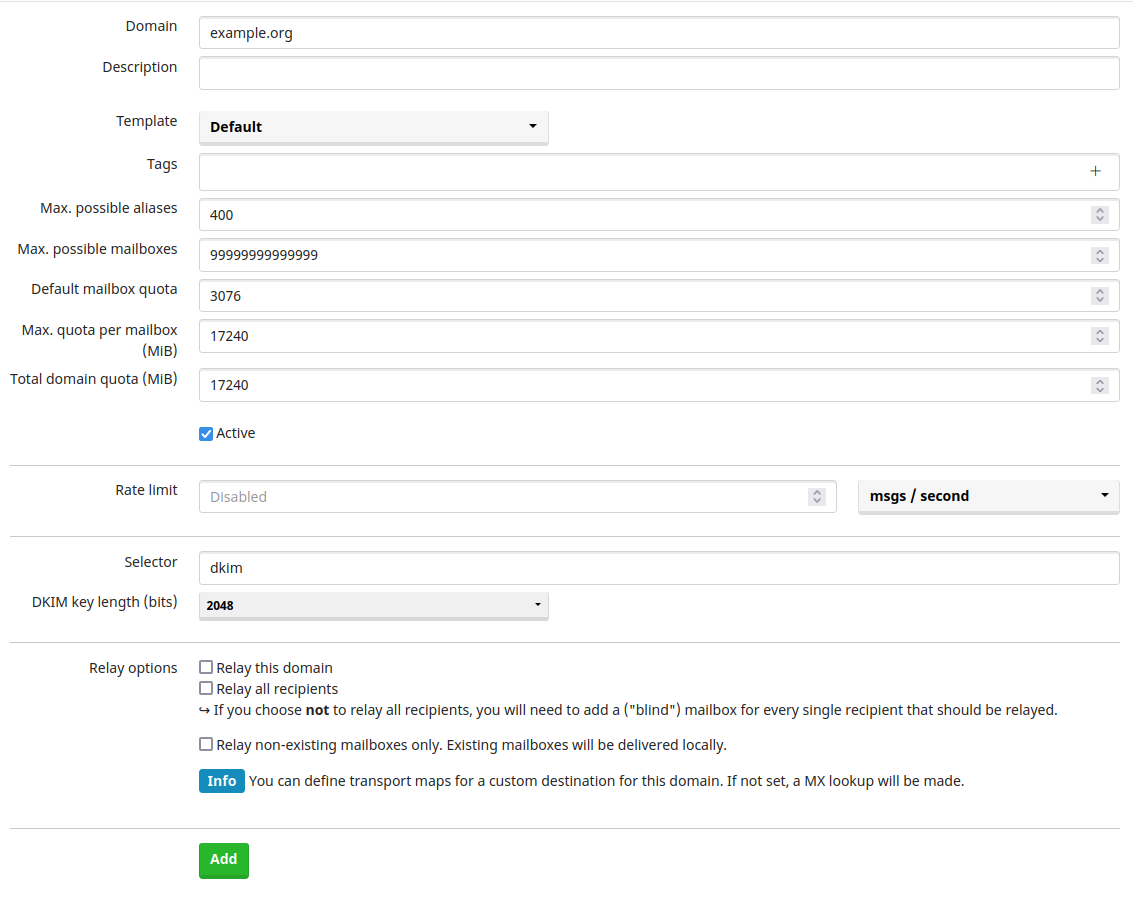 Domain
example.org
Description
Template
Default
Tags
+
Max. possible aliases
400
Max. possible mailboxes
99999999999999
Default mailbox quota
3076
Max. quota per mailbox
(MiB)
17240
Total domain quota (MiB)
17240
Active
Rate limit
Disabled
msgs / second
Selector
dkim
DKIM key length (bits)
2048
Relay options
Relay this domain
Relay all recipients
↪ If you choose not to relay all recipients, you will need to add a ("blind") mailbox for every single recipient that should be relayed.
Relay non-existing mailboxes only. Existing mailboxes will be delivered locally.
Info You can define transport maps for a custom destination for this domain. If not set, a MX lookup will be made.
Add